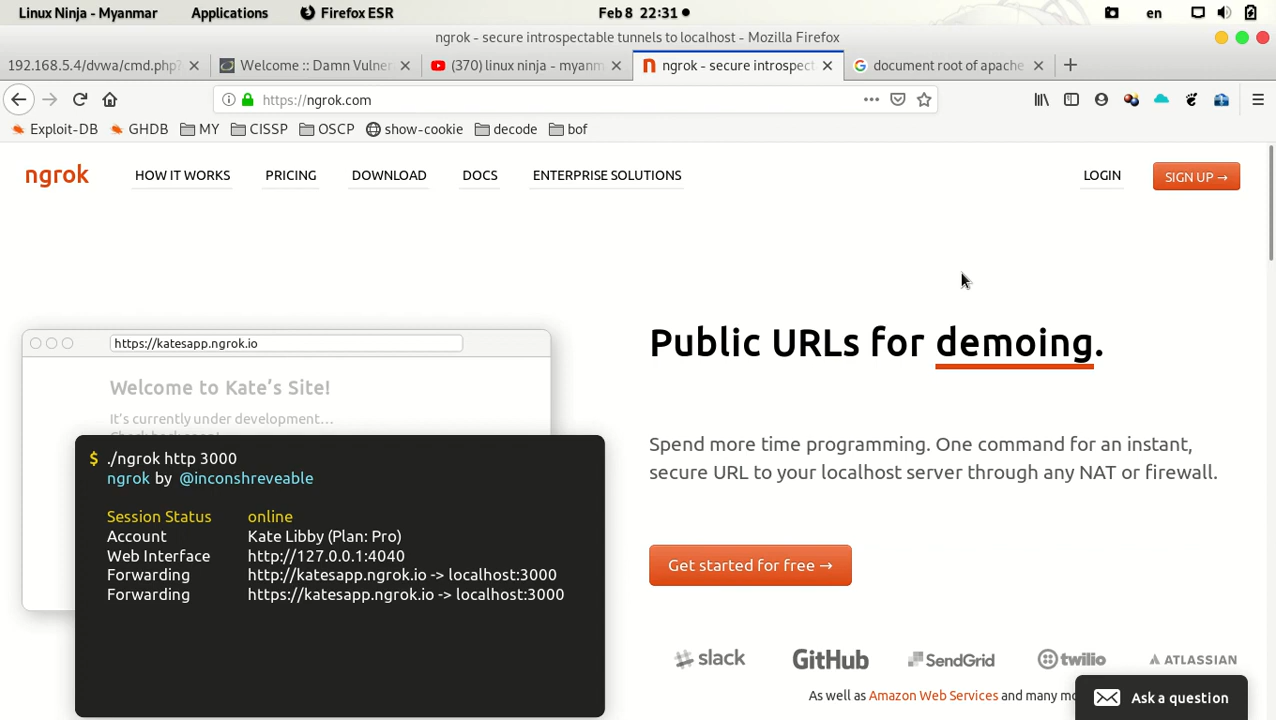 Linux Ninja - Myanmar Applications Firefox ESR Feb 8 22:31 en
ngrok - secure introspectable tunnels to localhost - Mozilla Firefox
192.168.5.4/dvwa/cmd.php? Welcome :: Damn Vulner (370) linux ninja - myanm ngrok - secure introspect document root of apache
https://ngrok.com
Exploit-DB GHDB MY CISSP OSCP show-cookie decode bof
ngrok HOW IT WORKS PRICING DOWNLOAD DOCS ENTERPRISE SOLUTIONS LOGIN SIGN UP →
https://katesapp.ngrok.io
Welcome to Kate's Site!
It's currently under development...
$ ./ngrok http 3000
ngrok by @inconshreveable
Session Status online
Account Kate Libby (Plan: Pro)
Web Interface http://127.0.0.1:4040
Forwarding http://katesapp.ngrok.io -> localhost:3000
Forwarding https://katesapp.ngrok.io -> localhost:3000
Public URLs for demoing.
Spend more time programming. One command for an instant,
secure URL to your localhost server through any NAT or firewall.
Get started for free →
slack GitHub SendGrid twilio ATLASSIAN
As well as Amazon Web Services and many mo
Ask a question